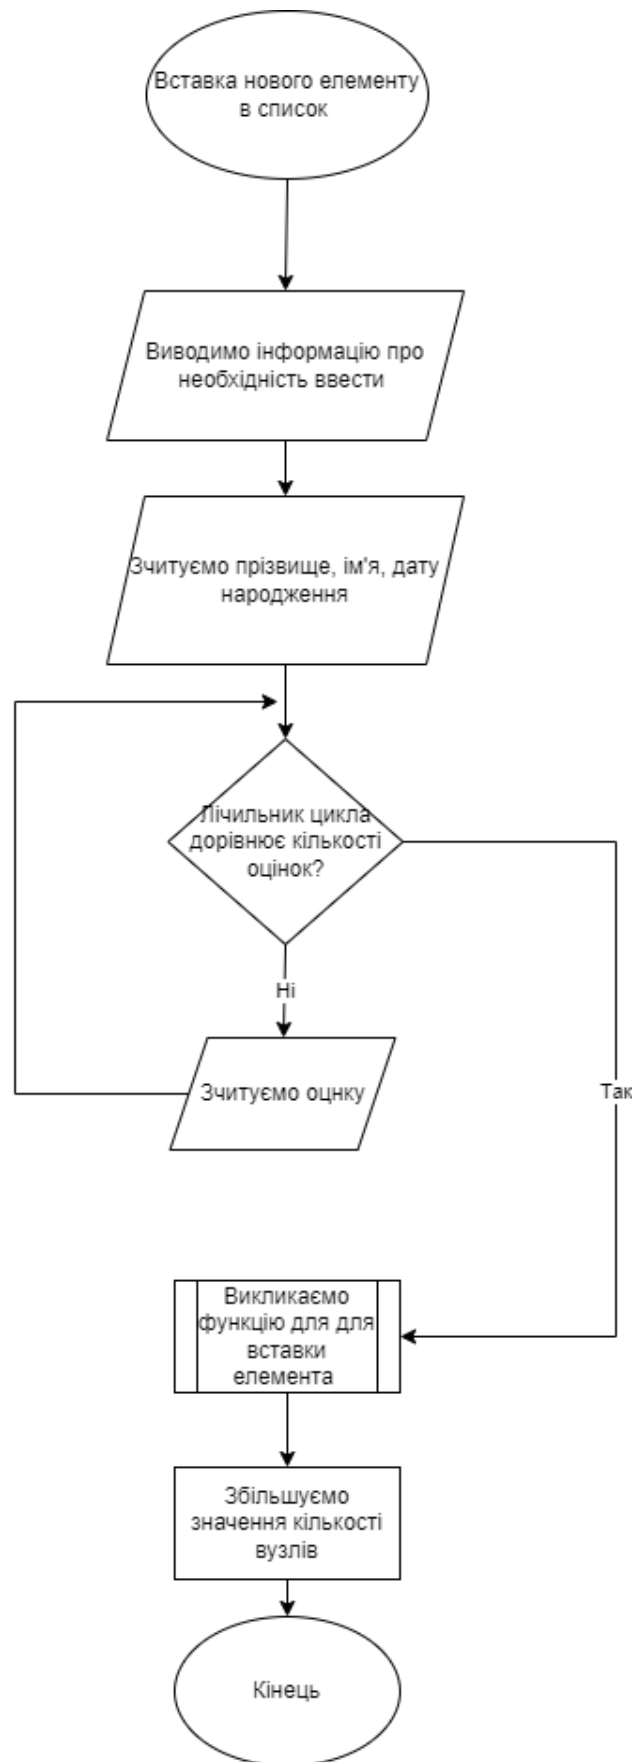 Вставка нового елементу
в список
Виводимо інформацію про
необхідність ввести
Зчитуємо прізвище, ім'я, дату
народження
Лічильник цикла
дорівнює кількості
оцінок?
Ні
Зчитуємо оцнку
Так
Викликаємо
функцію для для
вставки
елемента
Збільшуємо
значення кількості
вузлів
Кінець